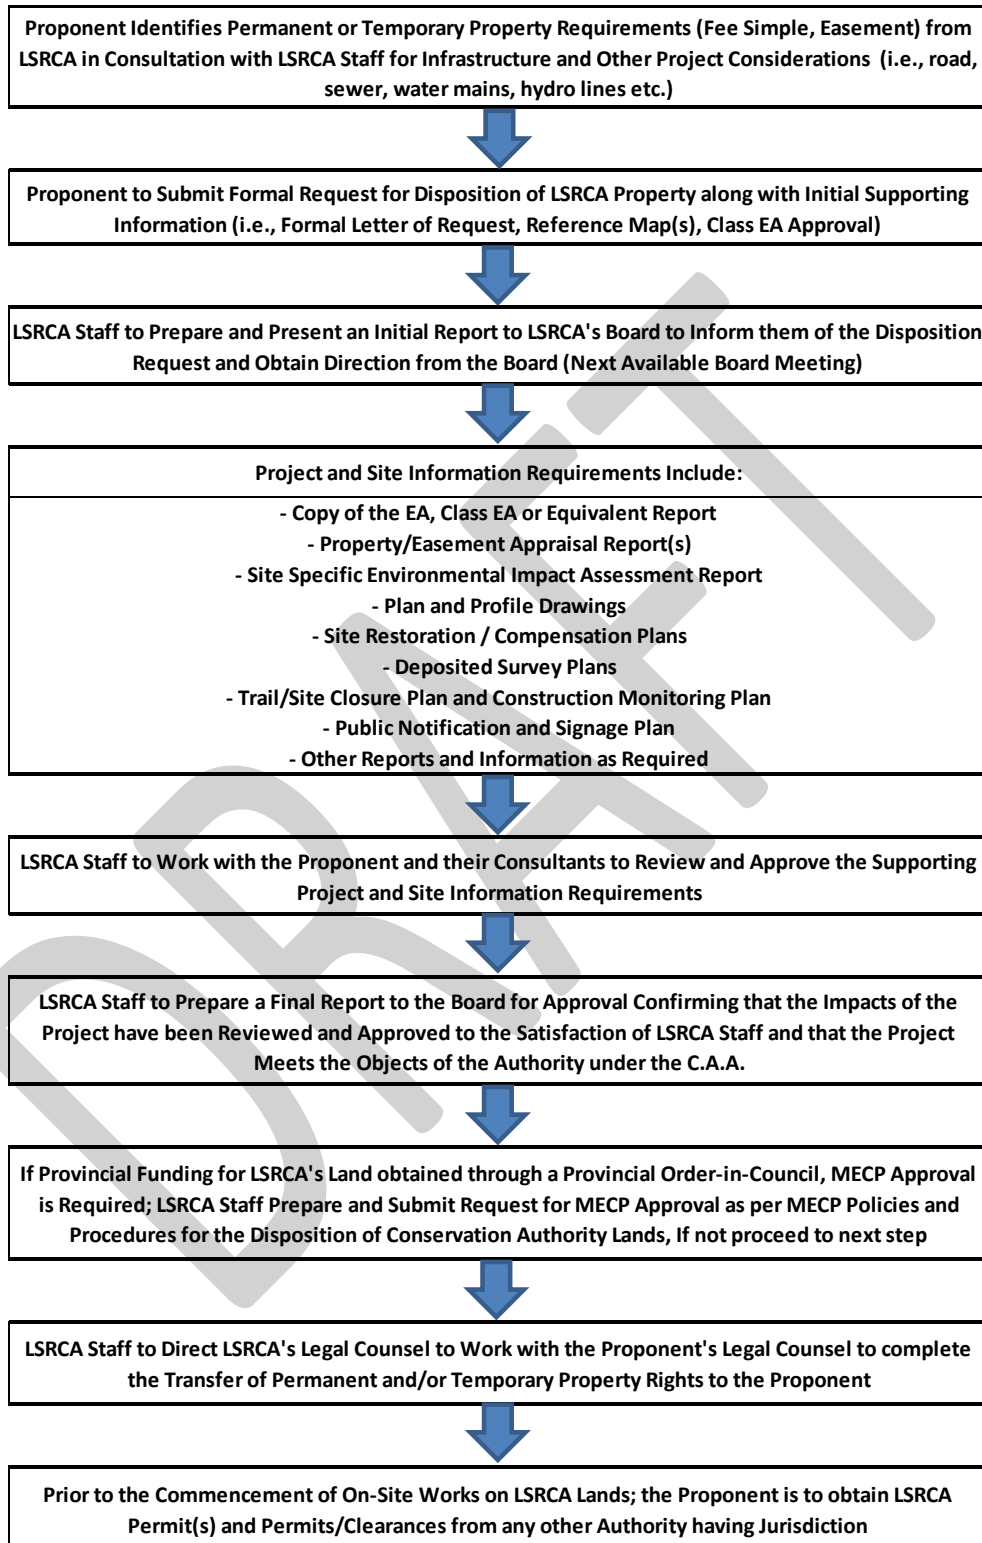 Proponent Identifies Permanent or Temporary Property Requirements (Fee Simple, Easement) from
LSRCA in Consultation with LSRCA Staff for Infrastructure and Other Project Considerations (i.e., road,
sewer, water mains, hydro lines etc.)
Proponent to Submit Formal Request for Disposition of LSRCA Property along with Initial Supporting
Information (i.e., Formal Letter of Request, Reference Map(s), Class EA Approval)
LSRCA Staff to Prepare and Present an Initial Report to LSRCA's Board to Inform them of the Disposition
Request and Obtain Direction from the Board (Next Available Board Meeting)
Project and Site Information Requirements Include:
- Copy of the EA, Class EA or Equivalent Report
- Property/Easement Appraisal Report(s)
- Site Specific Environmental Impact Assessment Report
- Plan and Profile Drawings
- Site Restoration / Compensation Plans
- Deposited Survey Plans
- Trail/Site Closure Plan and Construction Monitoring Plan
- Public Notification and Signage Plan
- Other Reports and Information as Required
LSRCA Staff to Work with the Proponent and their Consultants to Review and Approve the Supporting
Project and Site Information Requirements
LSRCA Staff to Prepare a Final Report to the Board for Approval Confirming that the Impacts of the
Project have been Reviewed and Approved to the Satisfaction of LSRCA Staff and that the Project
Meets the Objects of the Authority under the C.A.A.
If Provincial Funding for LSRCA's Land obtained through a Provincial Order-in-Council, MECP Approval
is Required; LSRCA Staff Prepare and Submit Request for MECP Approval as per MECP Policies and
Procedures for the Disposition of Conservation Authority Lands, If not proceed to next step
LSRCA Staff to Direct LSRCA's Legal Counsel to Work with the Proponent's Legal Counsel to complete
the Transfer of Permanent and/or Temporary Property Rights to the Proponent
Prior to the Commencement of On-Site Works on LSRCA Lands; the Proponent is to obtain LSRCA
Permit(s) and Permits/Clearances from any other Authority having Jurisdiction
DRAFT